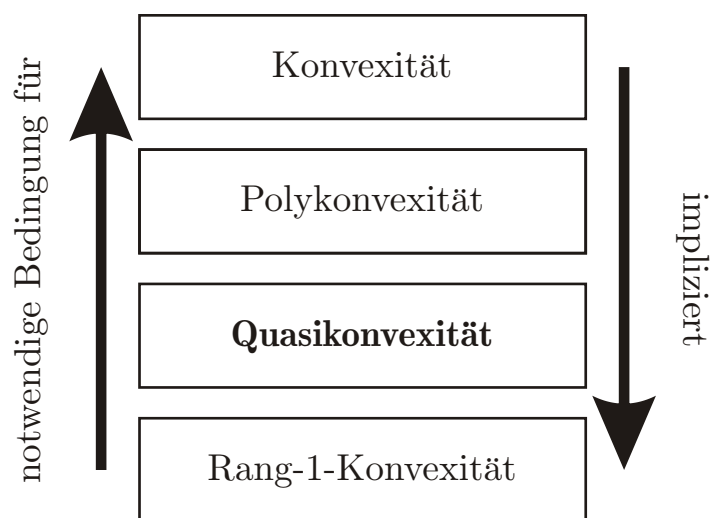 notwendige Bedingung für
Konvexität
Polykonvexität
Quasikonvexität
Rang-1-Konvexität
impliziert